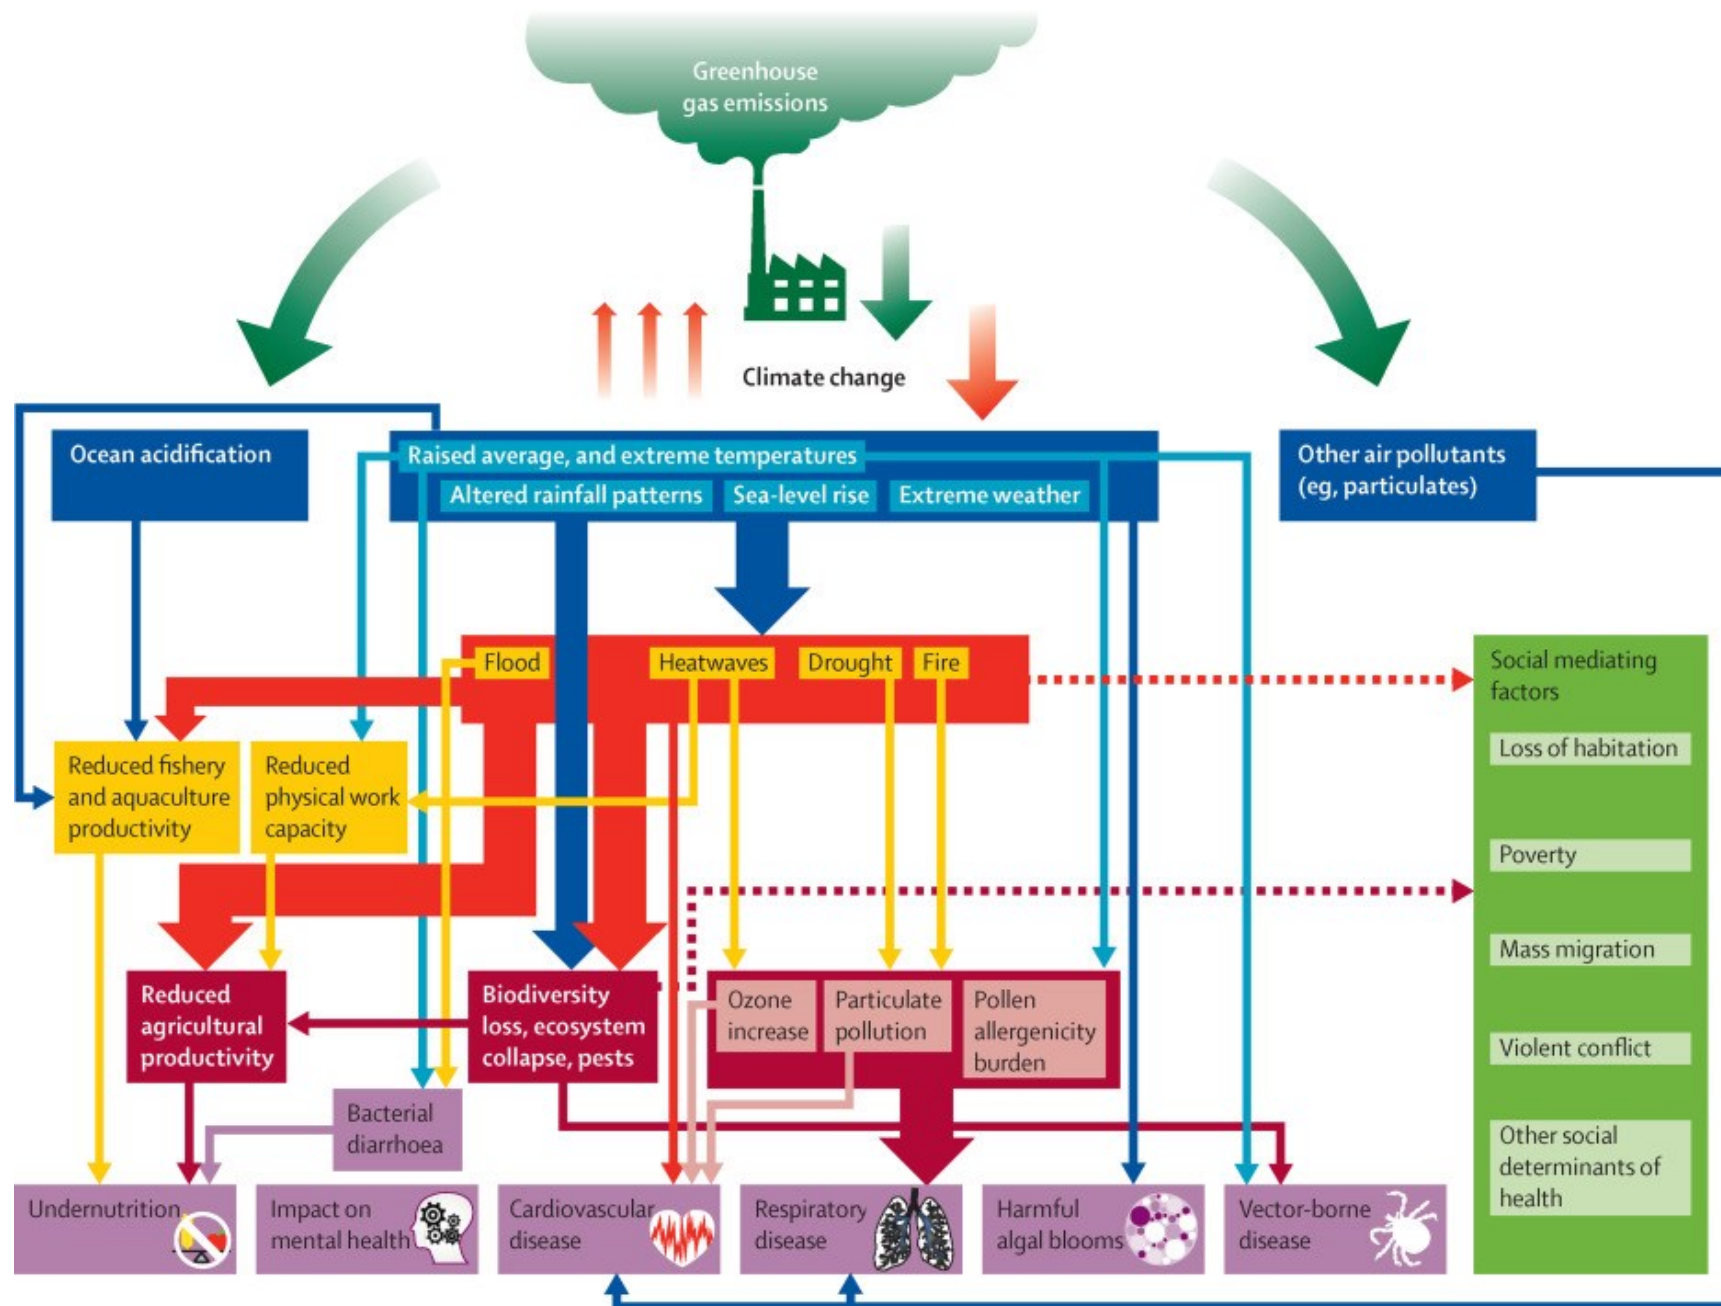 Greenhouse
gas emissions
Climate change
Ocean acidification
Raised average, and extreme temperatures
Altered rainfall patterns
Sea-level rise
Extreme weather
Other air pollutants
(eg, particulates)
Flood
Heatwaves
Drought
Fire
Social mediating
factors
Loss of habitation
Poverty
Mass migration
Violent conflict
Other social
determinants of
health
Reduced fishery
and aquaculture
productivity
Reduced
physical work
capacity
Reduced
agricultural
productivity
Biodiversity
loss, ecosystem
collapse, pests
Ozone
increase
Particulate
pollution
Pollen
allergenicity
burden
Bacterial
diarrhoea
Undernutrition
Impact on
mental health
Cardiovascular
disease
Respiratory
disease
Harmful
algal blooms
Vector-borne
disease